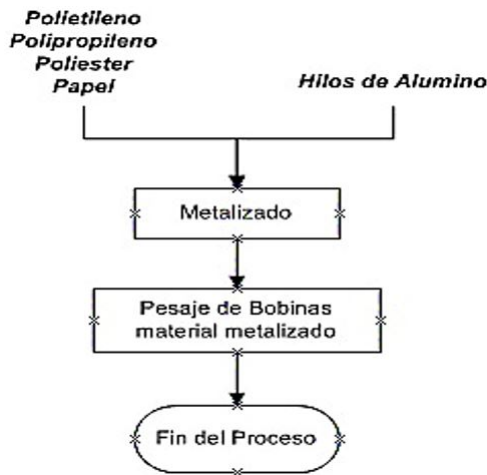 Polietileno
Polipropileno
Poliester
Papel
Hilos de Alumino
Metalizado
Pesaje de Bobinas
material metalizado
Fin del Proceso